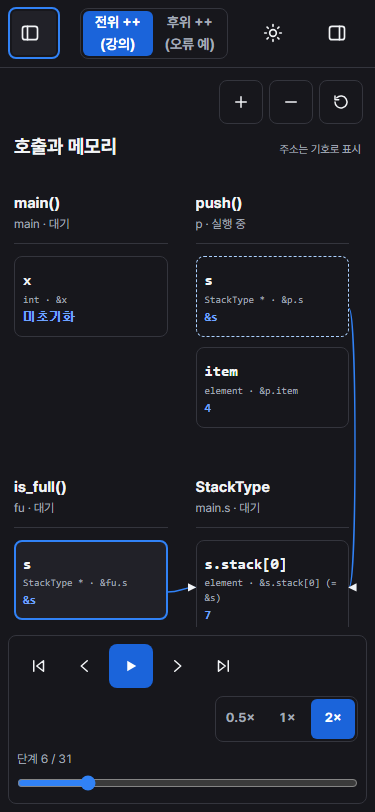 전위 ++
(강의)
후위 ++
(오류 예)
호출과 메모리
주소는 기호로 표시
main()
main · 대기
x
int · &x
미초기화
push()
p · 실행 중
s
StackType * · &p.s
&s
item
element · &p.item
4
is_full()
fu · 대기
s
StackType * · &fu.s
&s
StackType
main.s · 대기
s.stack[0]
element · &s.stack[0] (=
&s)
7
0.5×
1×
2×
단계 6 / 31